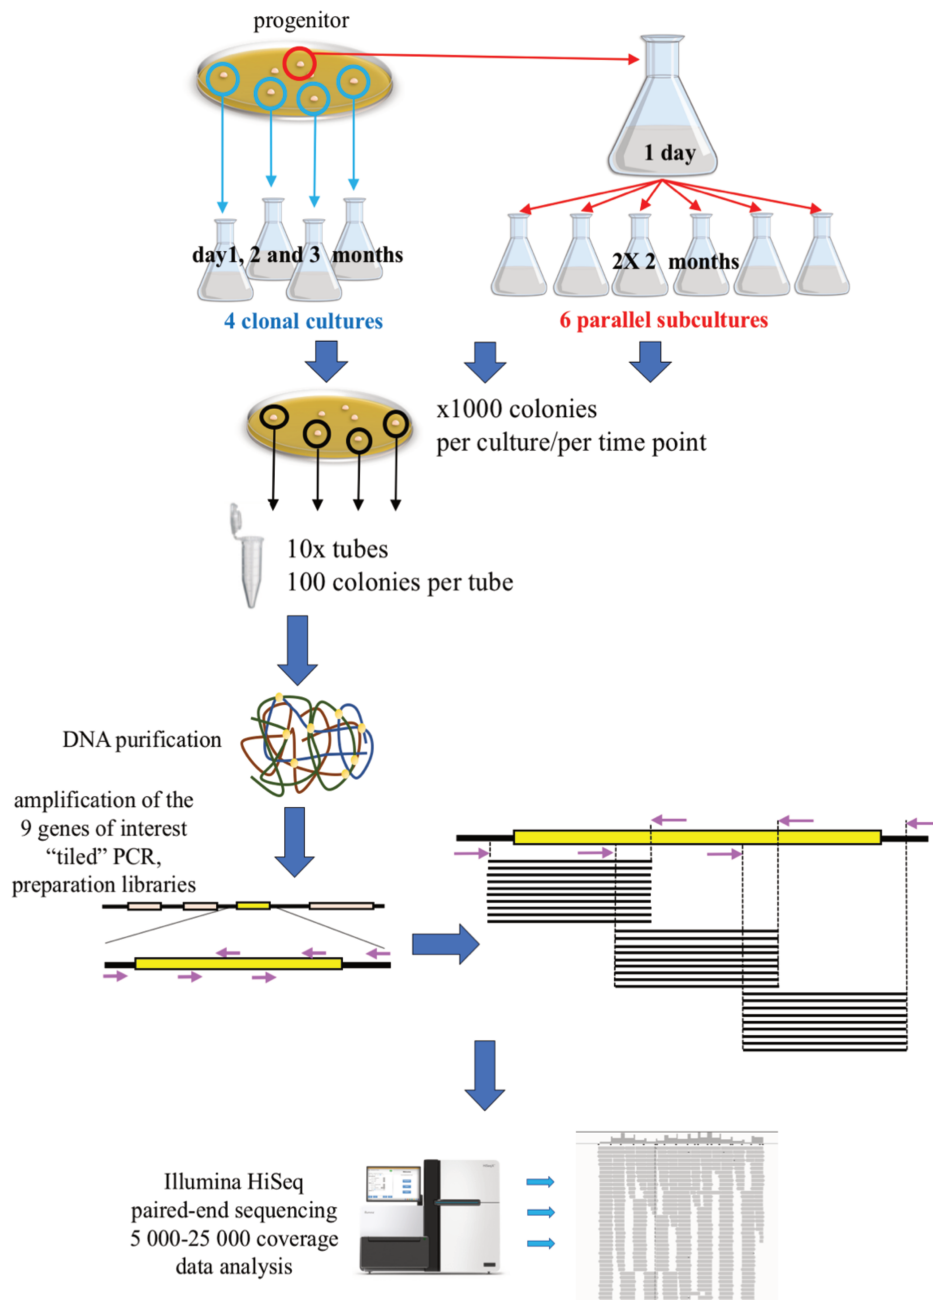 progenitor
1 day
day1, 2 and 3 months
2X 2 months
4 clonal cultures
6 parallel subcultures
x1000 colonies
per culture/per time point
10x tubes
100 colonies per tube
DNA purification
amplification of the
9 genes of interest
“tiled” PCR,
preparation libraries
Illumina HiSeq
paired-end sequencing
5 000-25 000 coverage
data analysis